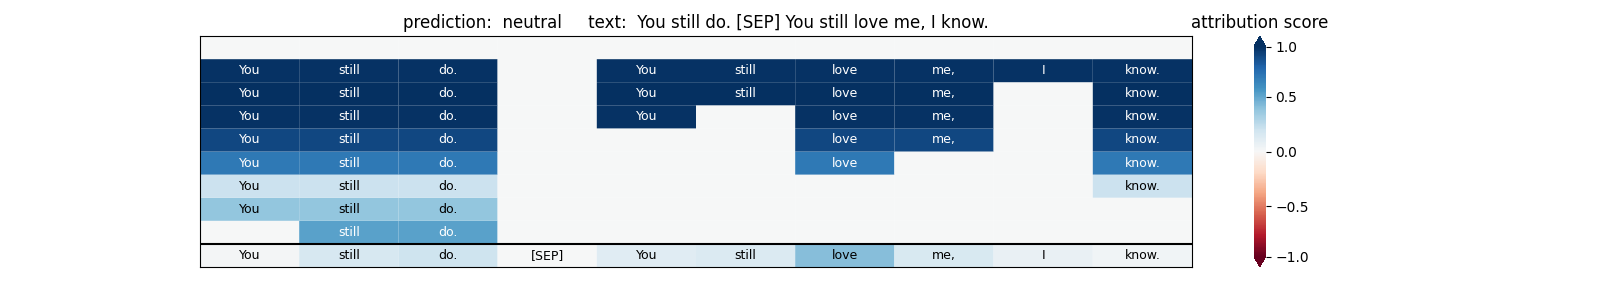 prediction:  neutral     text:  You still do. [SEP] You still love me, I know.
attribution score
You still do. You still love me, I know.
You still do. You still love me, know.
You still do. You love me, know.
You still do. love me, know.
You still do. love know.
You still do. know.
You still do.
still do.
You still do. [SEP] You still love me, I know.
1.0
0.5
0.0
−0.5
−1.0